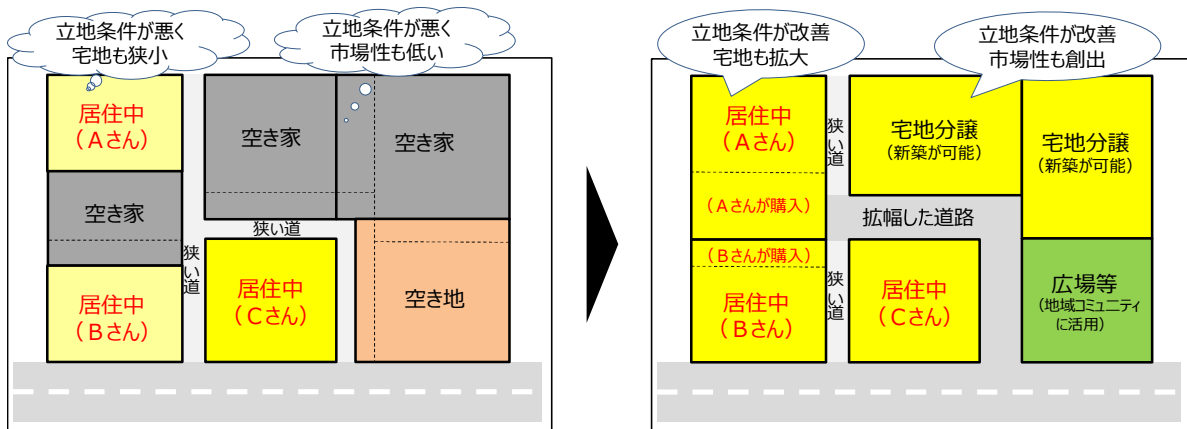 立地条件が悪く
宅地も狭小
立地条件が悪く
市場性も低い
居住中
（Aさん）
空き家
空き家
空き家
狭い道
狭い道
居住中
（Bさん）
居住中
（Cさん）
空き地
立地条件が改善
宅地も拡大
立地条件が改善
市場性も創出
居住中
（Aさん）
狭い道
宅地分譲
（新築が可能）
宅地分譲
（新築が可能）
（Aさんが購入）
拡幅した道路
（Bさんが購入）
狭い道
居住中
（Bさん）
居住中
（Cさん）
広場等
（地域コミュニティ
に活用）